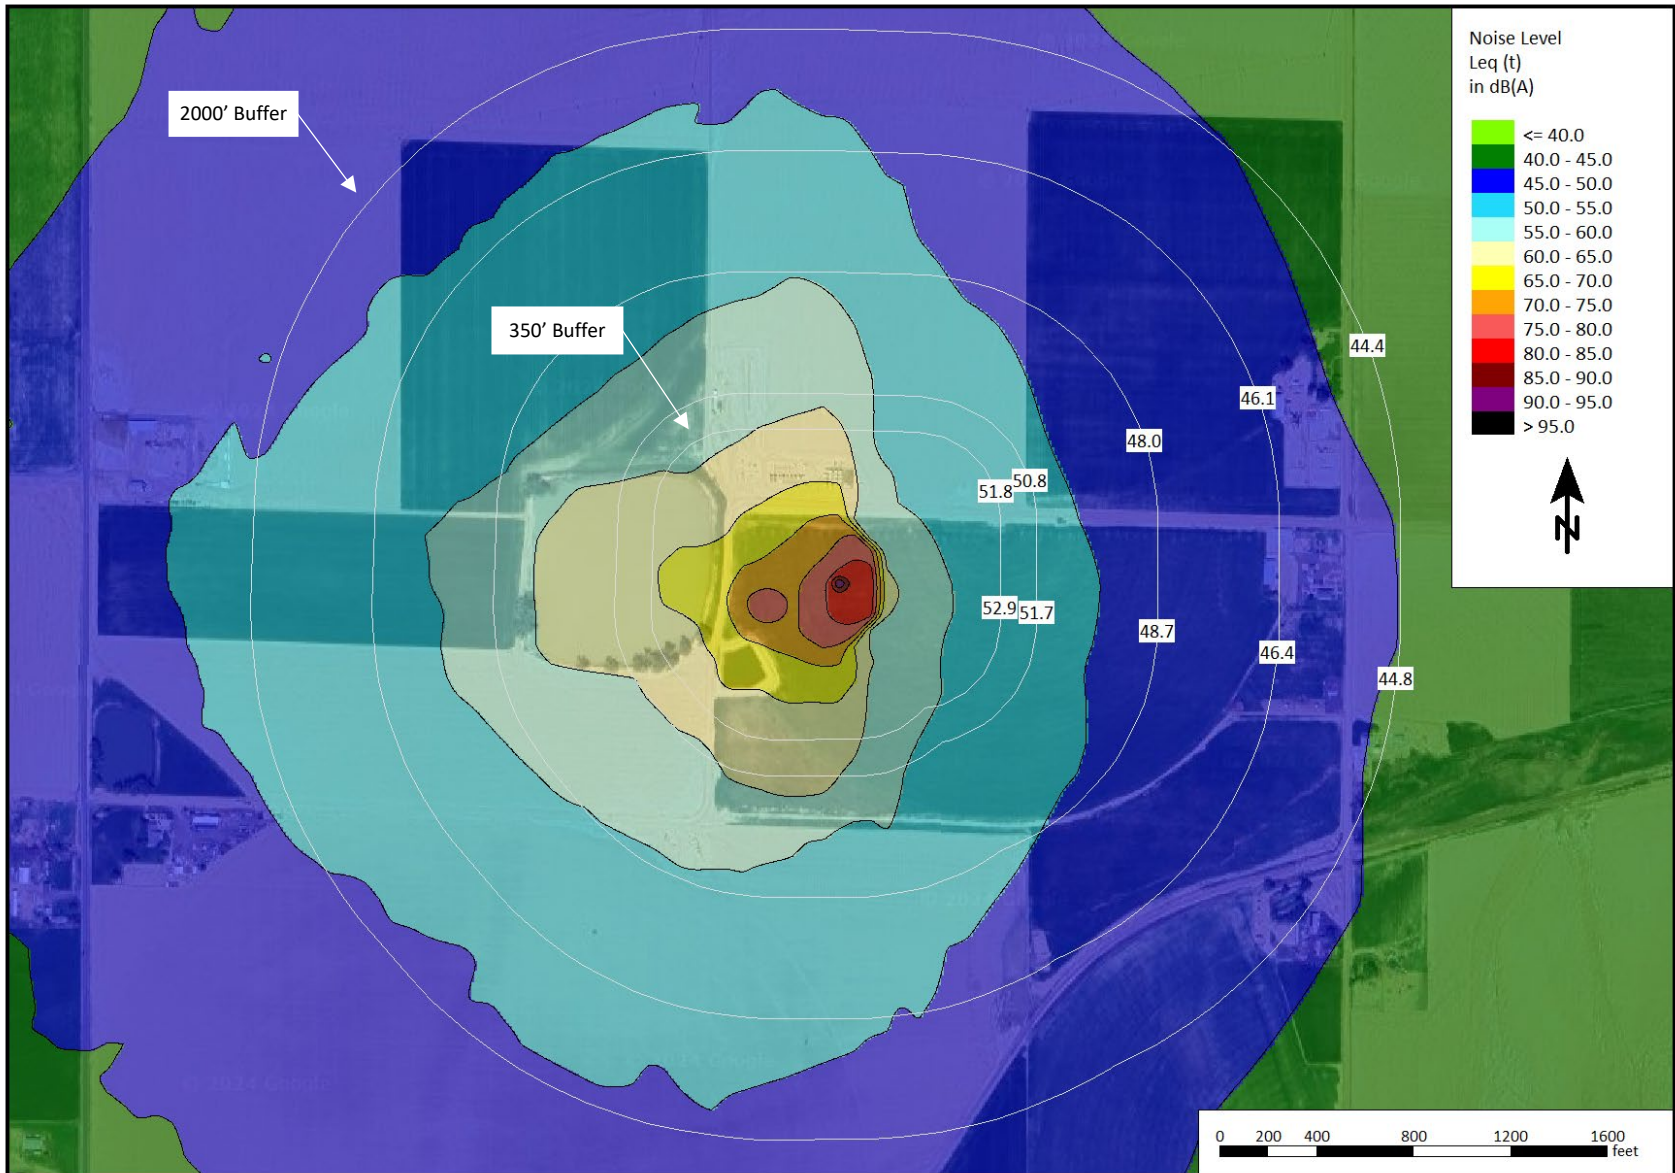 Noise Level
Leq (t)
in dB(A)
<= 40.0
40.0 - 45.0
45.0 - 50.0
50.0 - 55.0
55.0 - 60.0
60.0 - 65.0
65.0 - 70.0
70.0 - 75.0
75.0 - 80.0
80.0 - 85.0
85.0 - 90.0
90.0 - 95.0
> 95.0
N
2000’ Buffer
350’ Buffer
44.4
46.1
48.0
50.8
51.8
52.9
51.7
48.7
46.4
44.8
© 2024 Google
0 200 400 800 1200 1600
feet